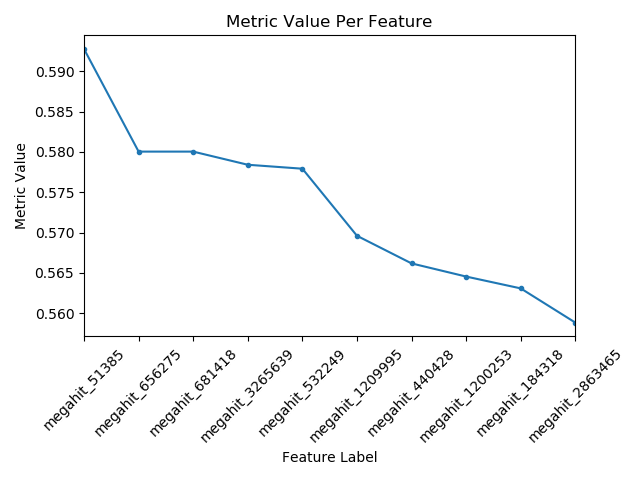 Metric Value Per Feature
0.590
0.585
0.580
0.575
0.570
0.565
0.560
Metric Value
megahit_51385
megahit_656275
megahit_681418
megahit_3265639
megahit_532249
megahit_1209995
megahit_440428
megahit_1200253
megahit_184318
megahit_2863465
Feature Label